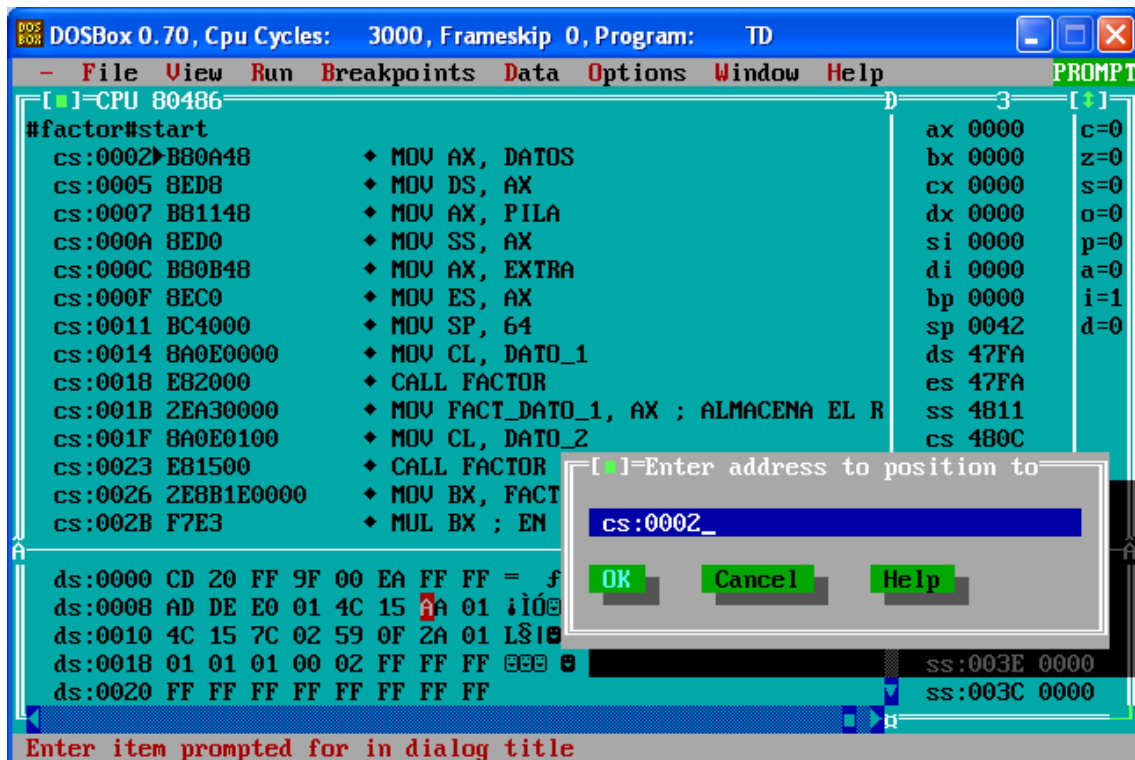 DOSBox 0.70, Cpu Cycles: 3000, Frameskip 0, Program: TD
File View Run Breakpoints Data Options Window Help PROMPT
CPU 80486 3
#factor#start ax 0000 c=0
cs:0002 B80A48 MOV AX, DATOS bx 0000 z=0
cs:0005 8ED8 MOV DS, AX cx 0000 s=0
cs:0007 B81148 MOV AX, PILA dx 0000 o=0
cs:000A 8ED0 MOV SS, AX si 0000 p=0
cs:000C B80B48 MOV AX, EXTRA di 0000 a=0
cs:000F 8EC0 MOV ES, AX bp 0000 i=1
cs:0011 BC4000 MOV SP, 64 sp 0042 d=0
cs:0014 8A0E0000 MOV CL, DATO_1 ds 47FA
cs:0018 E82000 CALL FACTOR es 47FA
cs:001B 2EA30000 MOV FACT_DATO_1, AX ; ALMACENA EL R ss 4811
cs:001F 8A0E0100 MOV CL, DATO_2 cs 480C
cs:0023 E81500 CALL FACTOR
cs:0026 2E8B1E0000 MOV BX, FACT
cs:002B F7E3 MUL BX ; EN
Enter address to position to
cs:0002_
OK Cancel Help
ds:0000 CD 20 FF 9F 00 EA FF FF = ƒ
ds:0008 AD DE E0 01 4C 15 AA 01
ds:0010 4C 15 7C 02 59 0F 2A 01 L§|
ds:0018 01 01 01 00 02 FF FF FF ss:003E 0000
ds:0020 FF FF FF FF FF FF FF FF ss:003C 0000
Enter item prompted for in dialog title